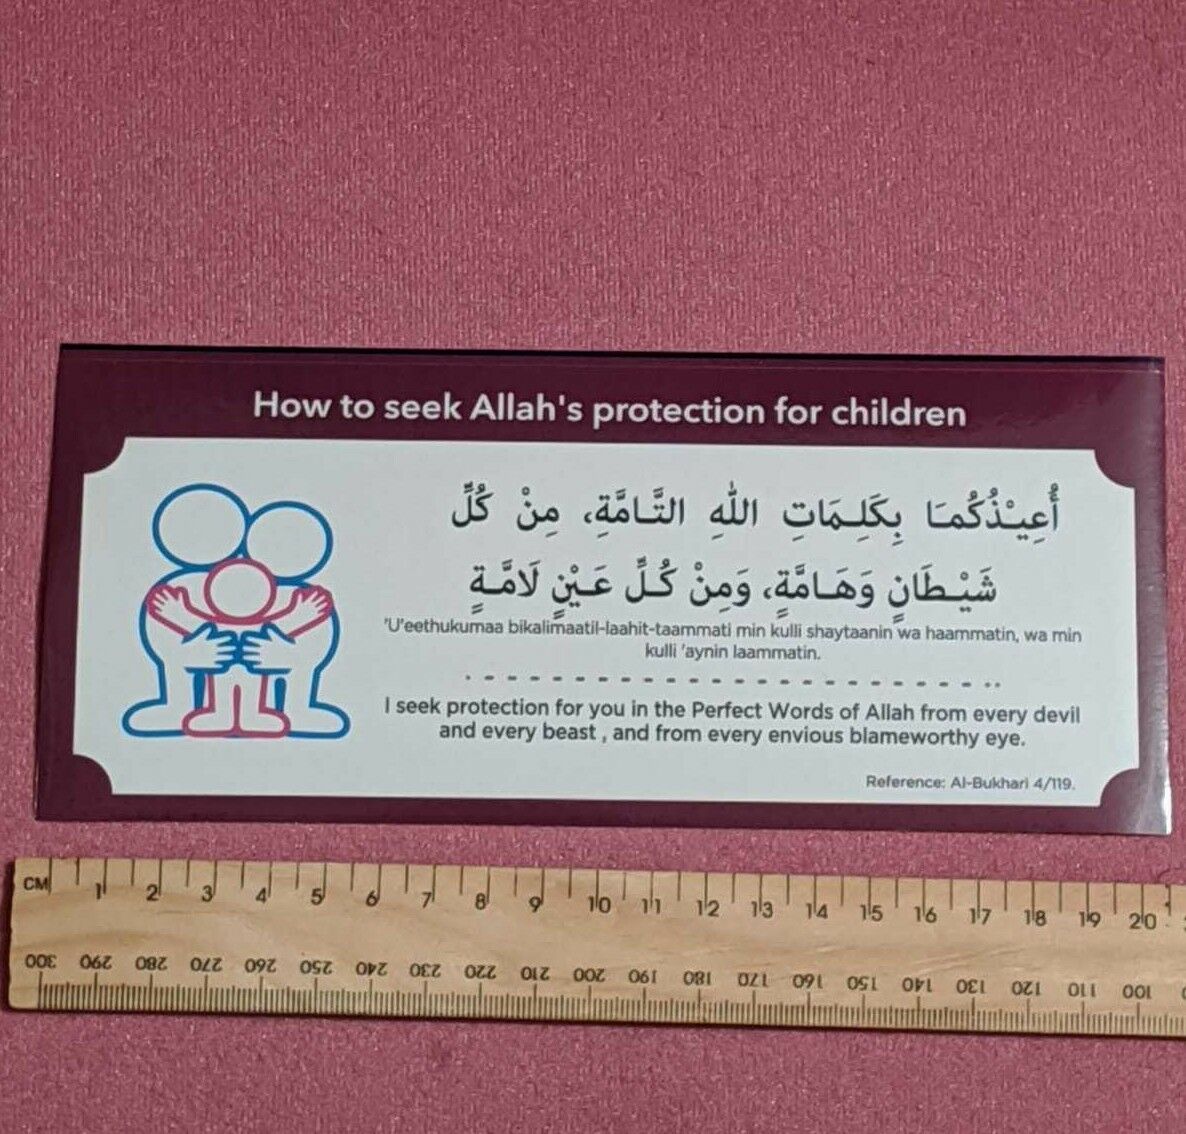 How to seek Allah's protection for children
أُعِيْذُكُمَا بِكَلِمَاتِ اللهِ التَّامَّةِ، مِنْ كُلِّ
شَيْطَانٍ وَهَامَّةٍ، وَمِنْ كُلِّ عَيْنٍ لَامَّةٍ
'U'eethukumaa bikalimaatil-laahit-taammati min kulli shaytaanin wa haammatin, wa min
kulli 'aynin laammatin.
I seek protection for you in the Perfect Words of Allah from every devil
and every beast , and from every envious blameworthy eye.
Reference: Al-Bukhari 4/119.
CM 1 2 3 4 5 6 7 8 9 10 11 12 13 14 15 16 17 18 19 20
300 290 280 270 260 250 240 230 220 210 200 190 180 170 160 150 140 130 120 110 100